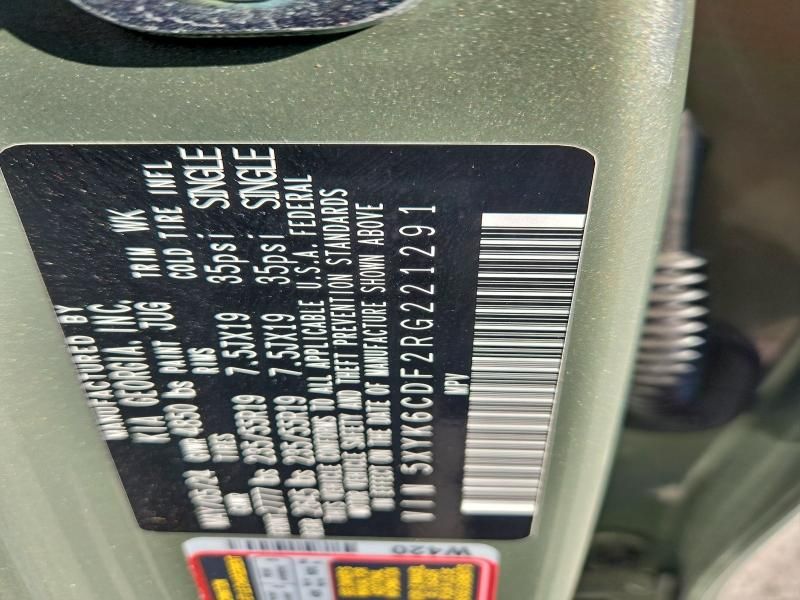 MANUFACTURED BY
KIA GEORGIA, INC.
PAINT JUG TRIM WK
TIRES RIMS COLD TIRE INFL
235/55R19 7.5JX19 35psi SINGLE
235/55R19 7.5JX19 35psi SINGLE
THIS VEHICLE CONFORMS TO ALL APPLICABLE U.S.A. FEDERAL
MOTOR VEHICLE SAFETY AND THEFT PREVENTION STANDARDS
IN EFFECT ON THE DATE OF MANUFACTURE SHOWN ABOVE
VIN 5XYK6CDF2RG221291
MPV
W420